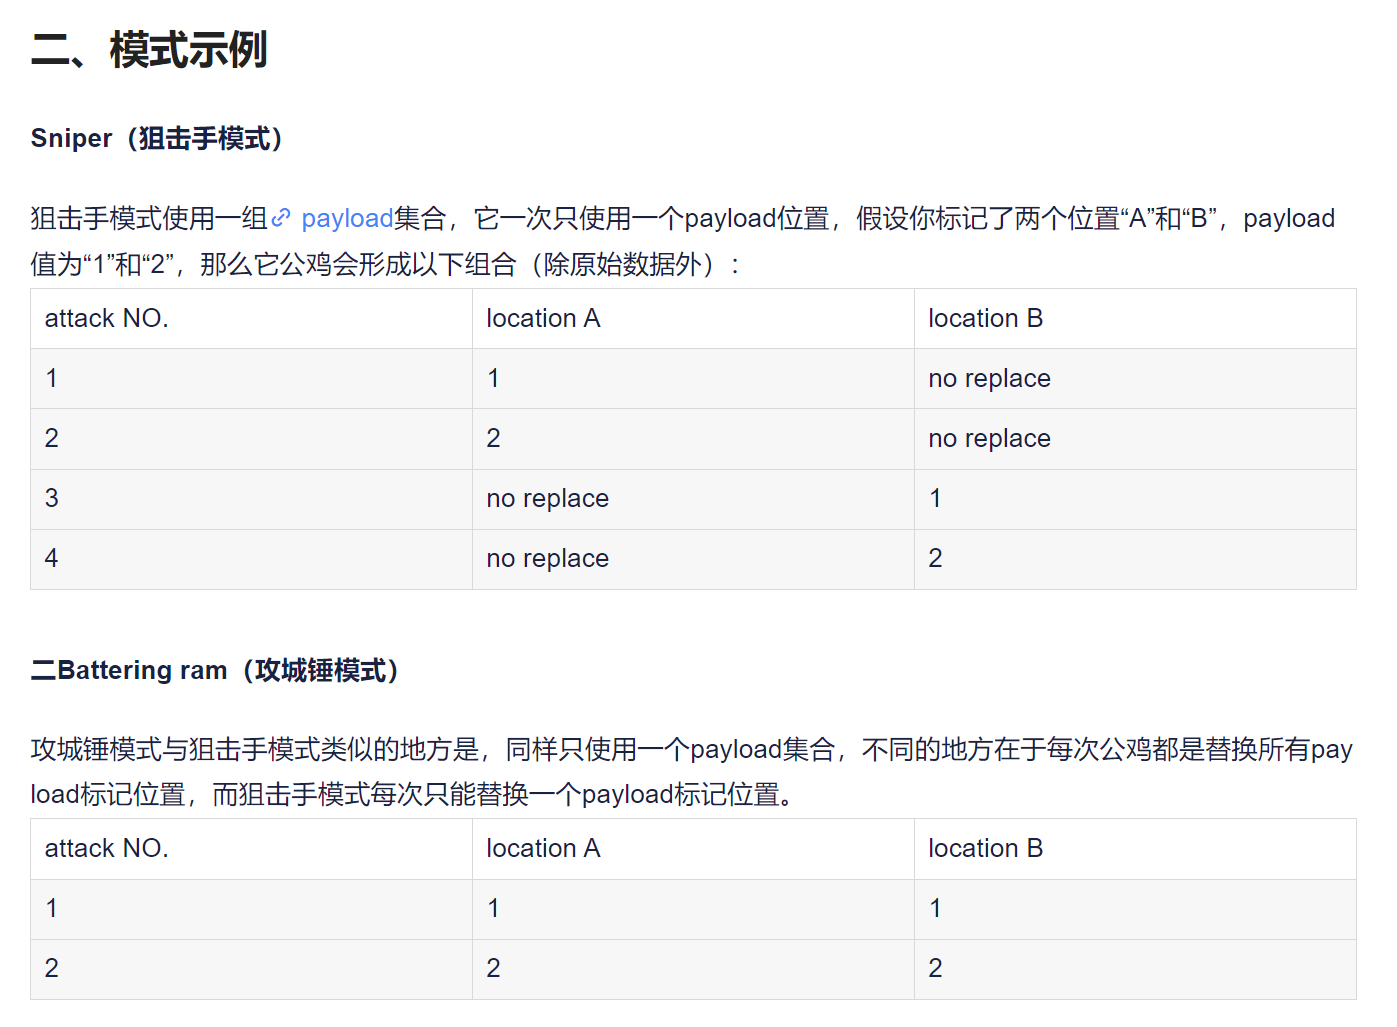 二、模式示例
Sniper（狙击手模式）
狙击手模式使用一组 payload集合，它一次只使用一个payload位置，假设你标记了两个位置“A”和“B”，payload
值为“1”和“2”，那么它公鸡会形成以下组合（除原始数据外）：
attack NO. location A location B
1 1 no replace
2 2 no replace
3 no replace 1
4 no replace 2
二Battering ram（攻城锤模式）
攻城锤模式与狙击手模式类似的地方是，同样只使用一个payload集合，不同的地方在于每次公鸡都是替换所有pay
load标记位置，而狙击手模式每次只能替换一个payload标记位置。
attack NO. location A location B
1 1 1
2 2 2